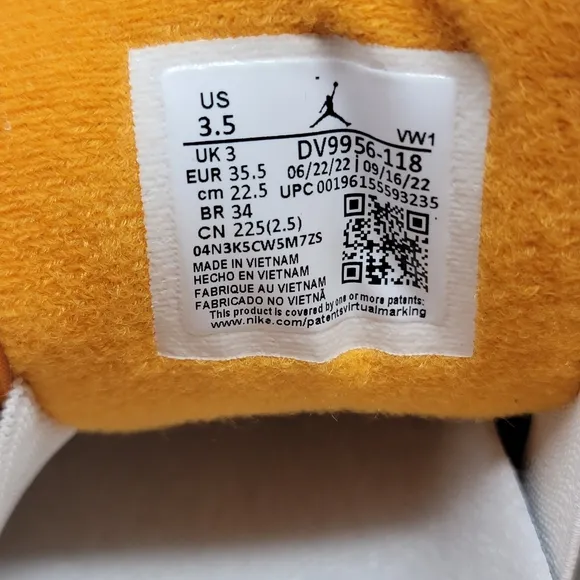 US
3.5
VW1
UK 3
DV9956-118
EUR 35.5
06/22/22 | 09/16/22
cm 22.5
UPC 00196155593235
BR 34
CN 225(2.5)
04N3K5CW5M7ZS
MADE IN VIETNAM
HECHO EN VIETNAM
FABRIQUE AU VIETNAM
FABRICADO NO VIETNÃ
This product is covered by one or more patents:
www.nike.com/patentsvirtualmarking